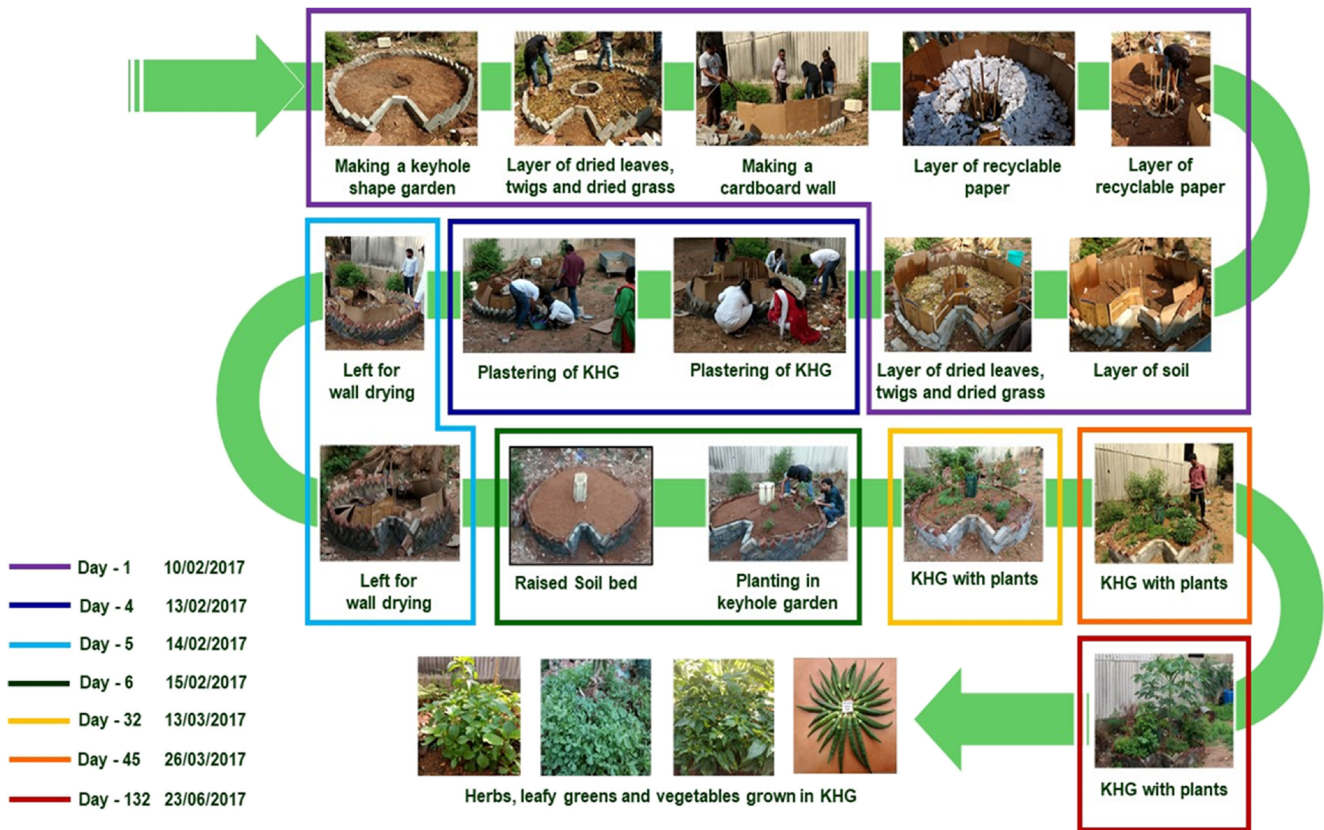 Making a keyhole
shape garden
Layer of dried leaves,
twigs and dried grass
Making a
cardboard wall
Layer of recyclable
paper
Layer of
recyclable paper
Left for
wall drying
Plastering of KHG
Plastering of KHG
Layer of dried leaves,
twigs and dried grass
Layer of soil
Left for
wall drying
Raised Soil bed
Planting in
keyhole garden
KHG with plants
KHG with plants
Day - 1 10/02/2017
Day - 4 13/02/2017
Day - 5 14/02/2017
Day - 6 15/02/2017
Day - 32 13/03/2017
Day - 45 26/03/2017
Day - 132 23/06/2017
Herbs, leafy greens and vegetables grown in KHG
KHG with plants